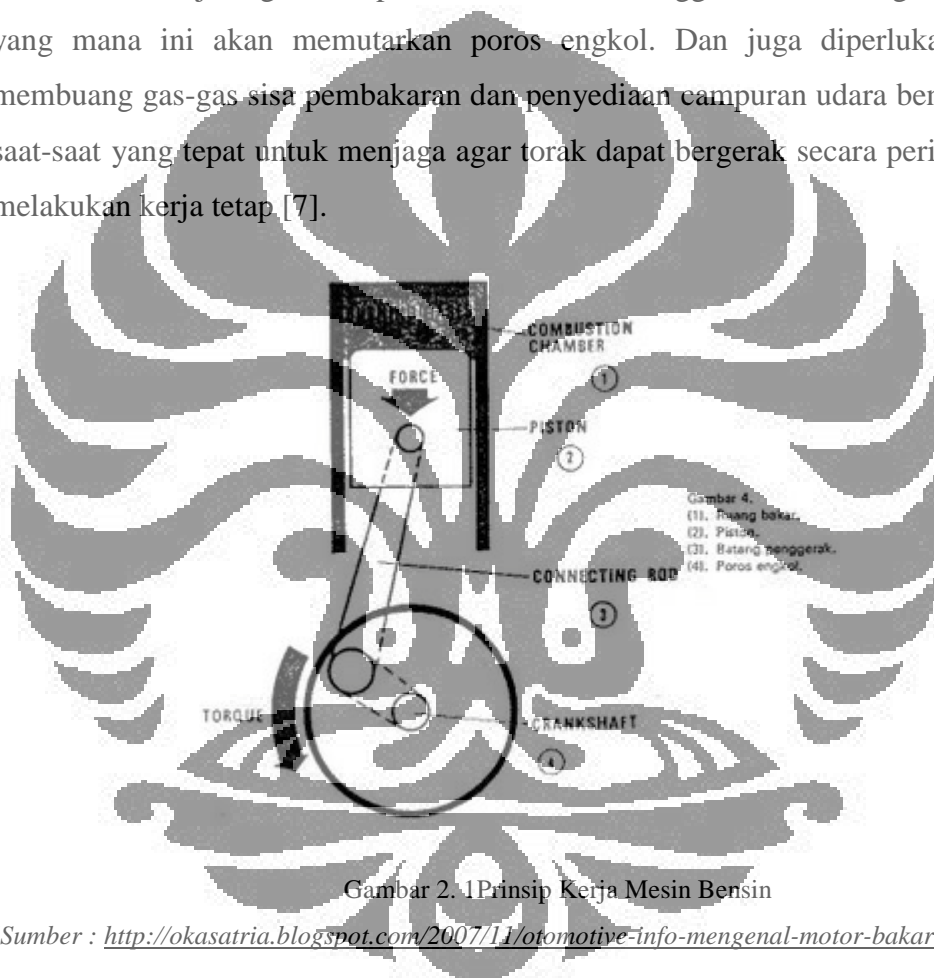 yang mana ini akan memutarkan poros engkol. Dan juga diperluka
membuang gas-gas sisa pembakaran dan penyediaan campuran udara ber
saat-saat yang tepat untuk menjaga agar torak dapat bergerak secara peri
melakukan kerja tetap [7].
COMBUSTION
CHAMBER
1
FORCE
PISTON
2
Gambar 4.
(1). Ruang bakar.
(2). Piston.
(3). Batang penggerak.
(4). Poros engkol.
CONNECTING ROD
3
TORQUE
CRANKSHAFT
4
Gambar 2. 1Prinsip Kerja Mesin Bensin
Sumber : http://okasatria.blogspot.com/2007/11/otomotive-info-mengenal-motor-bakar